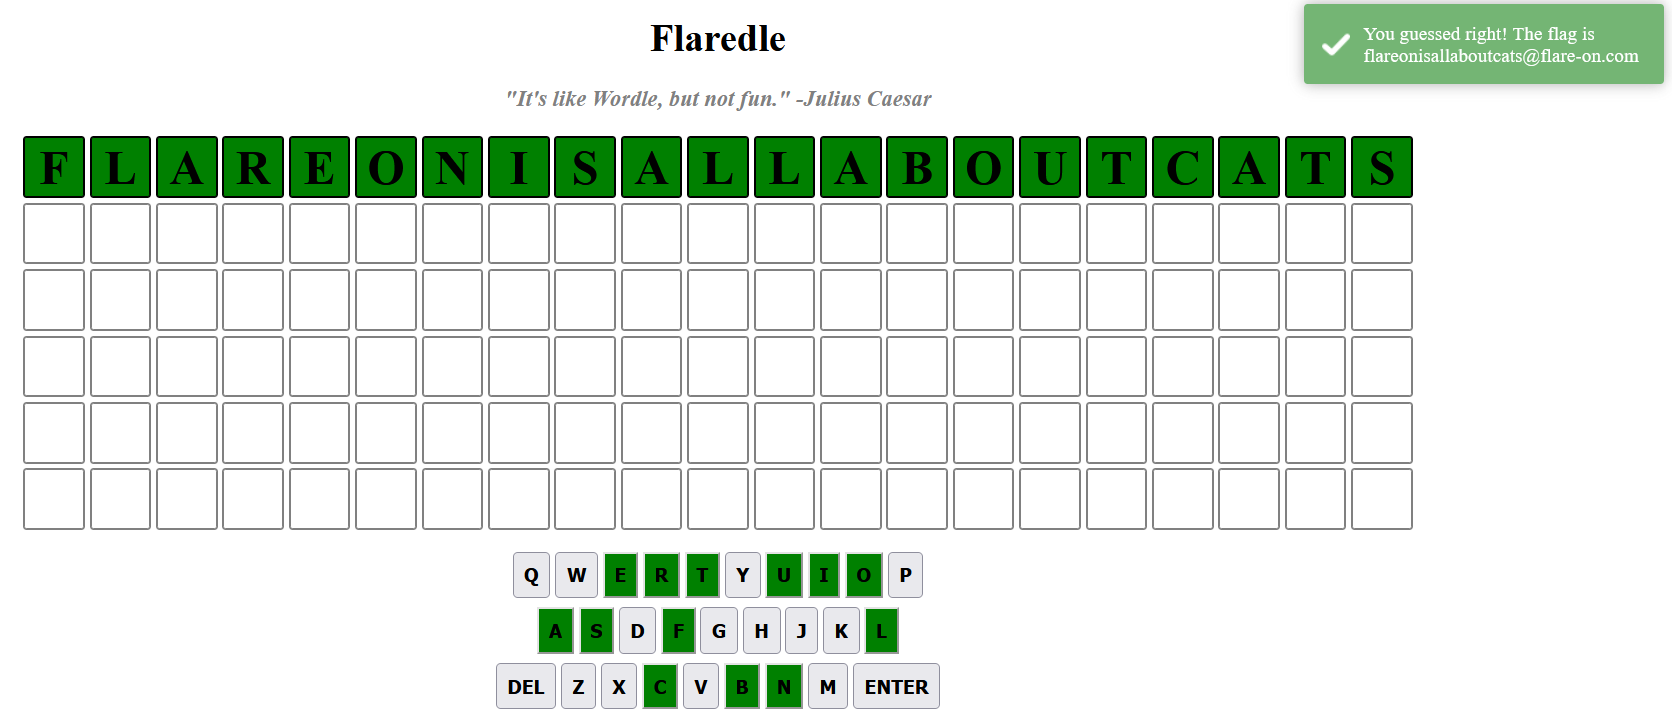 Flaredle
You guessed right! The flag is
flareonisallaboutcats@flare-on.com
"It's like Wordle, but not fun." -Julius Caesar
F L A R E O N I S A L L A B O U T C A T S
Q W E R T Y U I O P
A S D F G H J K L
DEL Z X C V B N M ENTER